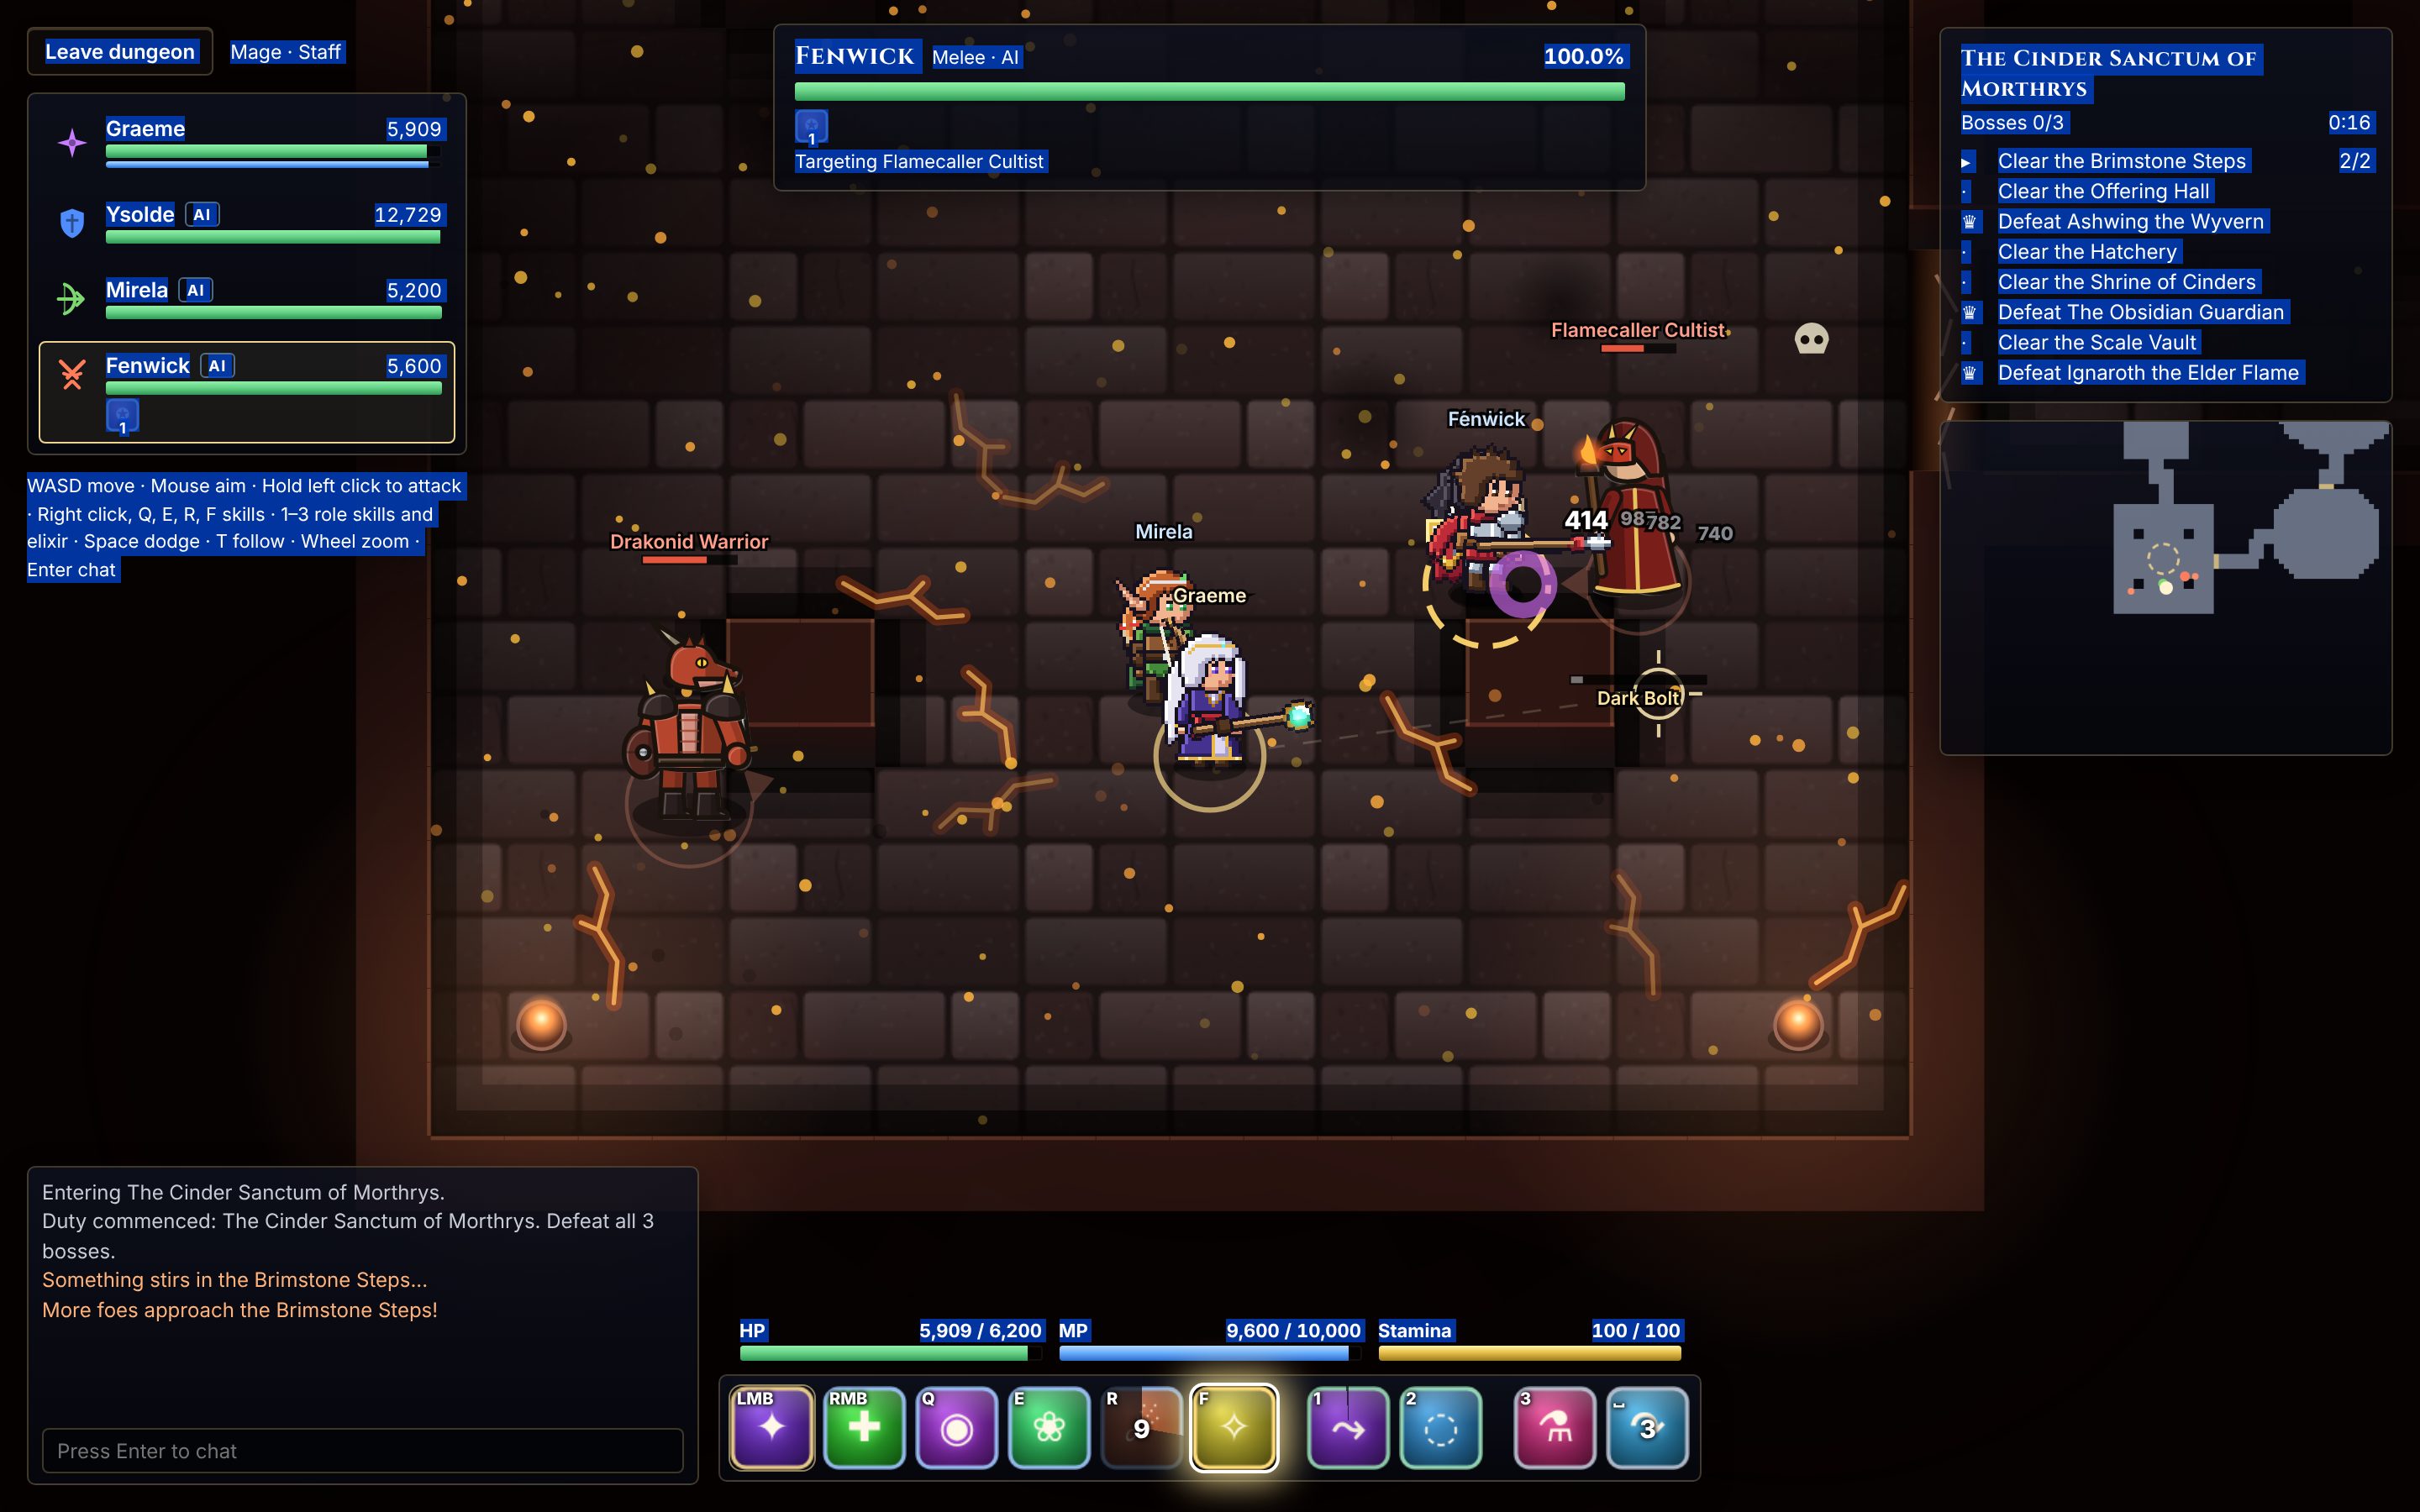 Leave dungeon
Mage · Staff
Graeme 5,909
Ysolde AI 12,729
Mirela AI 5,200
Fenwick AI 5,600
1
WASD move · Mouse aim · Hold left click to attack
· Right click, Q, E, R, F skills · 1–3 role skills and
elixir · Space dodge · T follow · Wheel zoom ·
Enter chat
Fenwick Melee · AI 100.0%
1
Targeting Flamecaller Cultist
The Cinder Sanctum of
Morthrys
Bosses 0/3 0:16
Clear the Brimstone Steps 2/2
Clear the Offering Hall
Defeat Ashwing the Wyvern
Clear the Hatchery
Clear the Shrine of Cinders
Defeat The Obsidian Guardian
Clear the Scale Vault
Defeat Ignaroth the Elder Flame
Flamecaller Cultist
Fenwick
Mirela
Drakonid Warrior
Graeme
414 782 740
Dark Bolt
Entering The Cinder Sanctum of Morthrys.
Duty commenced: The Cinder Sanctum of Morthrys. Defeat all 3
bosses.
Something stirs in the Brimstone Steps...
More foes approach the Brimstone Steps!
Press Enter to chat
HP 5,909 / 6,200 MP 9,600 / 10,000 Stamina 100 / 100
LMB RMB Q E R 9 F 1 2 3 3